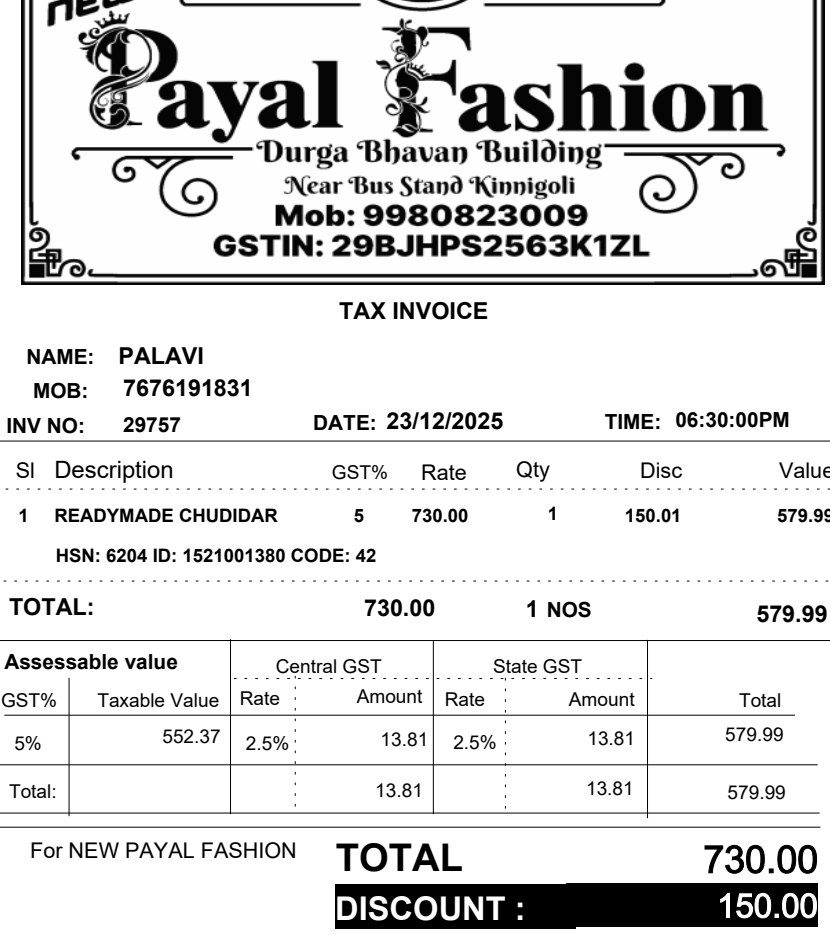 new
Payal Fashion
Durga Bhavan Building
Near Bus Stand Kinnigoli
Mob: 9980823009
GSTIN: 29BJHPS2563K1ZL
TAX INVOICE
NAME: PALAVI
MOB: 7676191831
INV NO: 29757 DATE: 23/12/2025 TIME: 06:30:00PM
Sl Description GST% Rate Qty Disc Value
1 READYMADE CHUDIDAR 5 730.00 1 150.01 579.99
HSN: 6204 ID: 1521001380 CODE: 42
TOTAL: 730.00 1 NOS 579.99
Assessable value Central GST State GST
GST% Taxable Value Rate Amount Rate Amount Total
5% 552.37 2.5% 13.81 2.5% 13.81 579.99
Total: 13.81 13.81 579.99
For NEW PAYAL FASHION TOTAL 730.00
DISCOUNT : 150.00